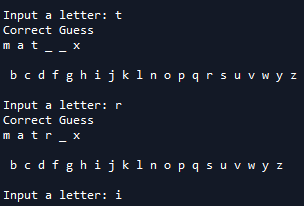 Input a letter: t
Correct Guess
m a t _ _ x
b c d f g h i j k l n o p q r s u v w y z
Input a letter: r
Correct Guess
m a t r _ x
b c d f g h i j k l n o p q s u v w y z
Input a letter: i